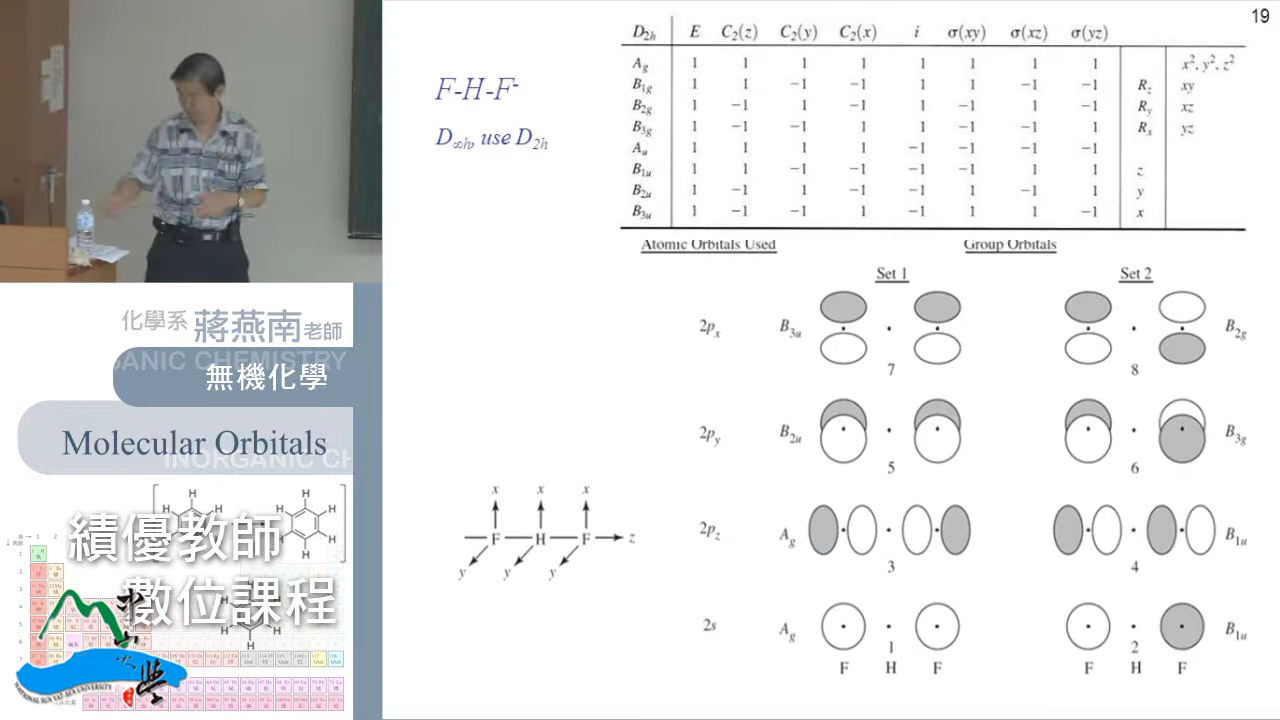 19
F-H-F-
D∞h, use D2h
D2h E C2(z) C2(y) C2(x) i σ(xy) σ(xz) σ(yz)
Ag 1 1 1 1 1 1 1 1 x², y², z²
B1g 1 1 −1 −1 1 1 −1 −1 Rz xy
B2g 1 −1 1 −1 1 −1 1 −1 Ry xz
B3g 1 −1 −1 1 1 −1 −1 1 Rx yz
Au 1 1 1 1 −1 −1 −1 −1
B1u 1 1 −1 −1 −1 −1 1 1 z
B2u 1 −1 1 −1 −1 1 −1 1 y
B3u 1 −1 −1 1 −1 1 1 −1 x
Atomic Orbitals Used Group Orbitals
Set 1 Set 2
2px B3u B2g
7 8
2py B2u B3g
5 6
2pz Ag B1u
3 4
2s Ag B1u
1 2
F H F F H F
x x x
F H F z
y y y
化學系 蔣燕南老師
GANIC CHEMISTRY
無機化學
Molecular Orbitals
INORGANIC CH
績優教師
數位課程
NATIONAL SUN YAT-SEN UNIVERSITY